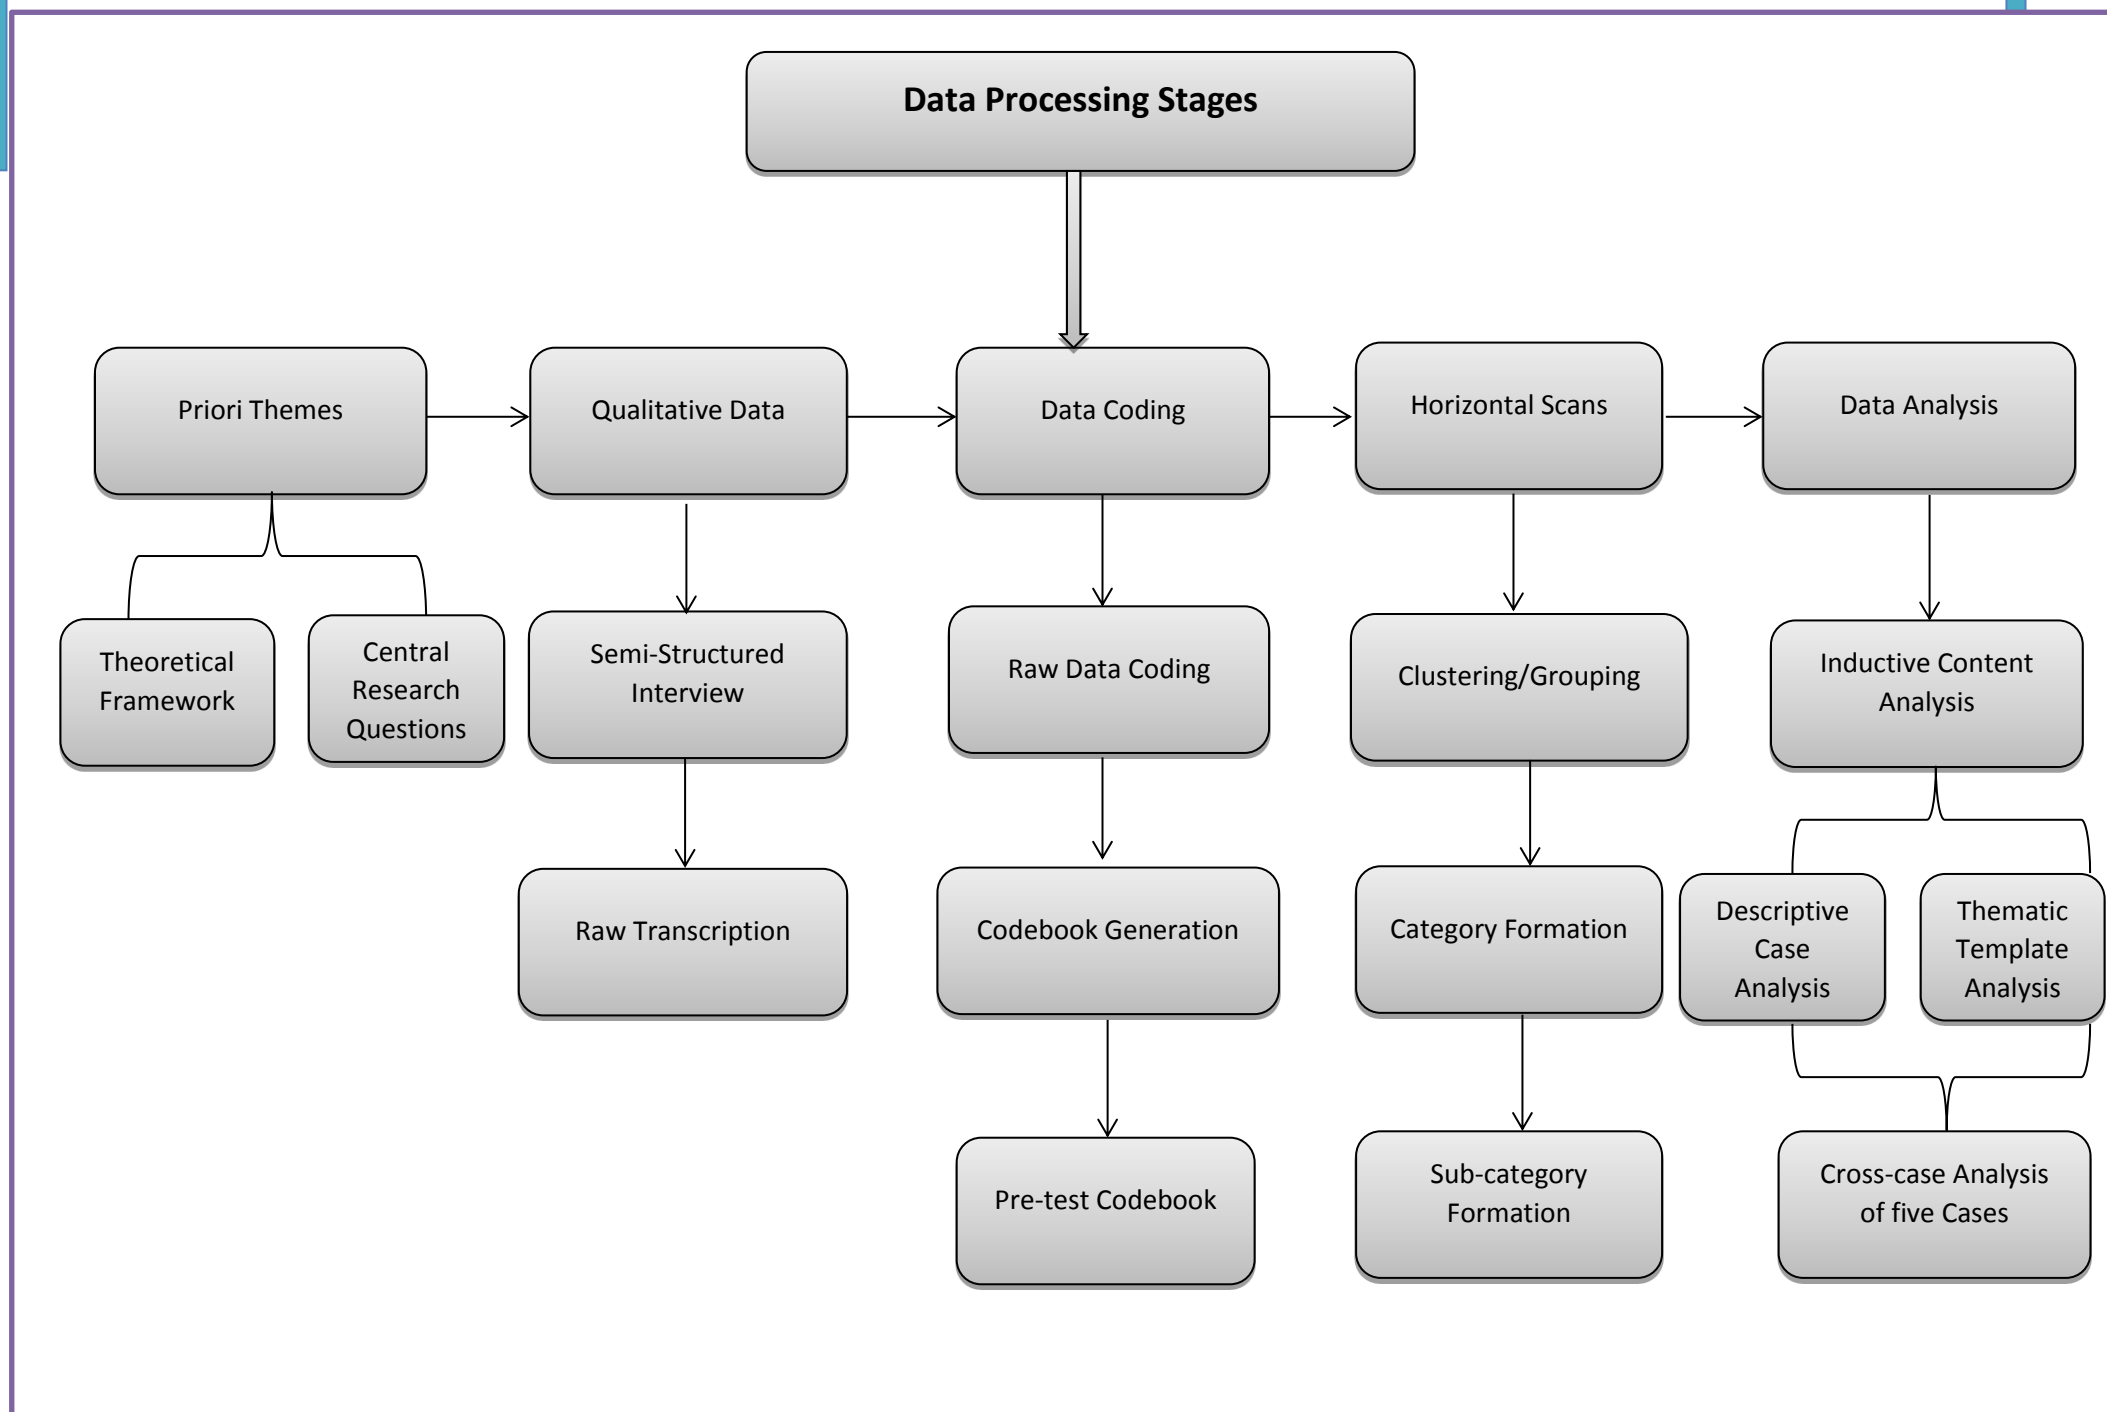 Data Processing Stages
Priori Themes
Qualitative Data
Data Coding
Horizontal Scans
Data Analysis
Theoretical
Framework
Central
Research
Questions
Semi-Structured
Interview
Raw Data Coding
Clustering/Grouping
Inductive Content
Analysis
Raw Transcription
Codebook Generation
Category Formation
Descriptive
Case
Analysis
Thematic
Template
Analysis
Pre-test Codebook
Sub-category
Formation
Cross-case Analysis
of five Cases